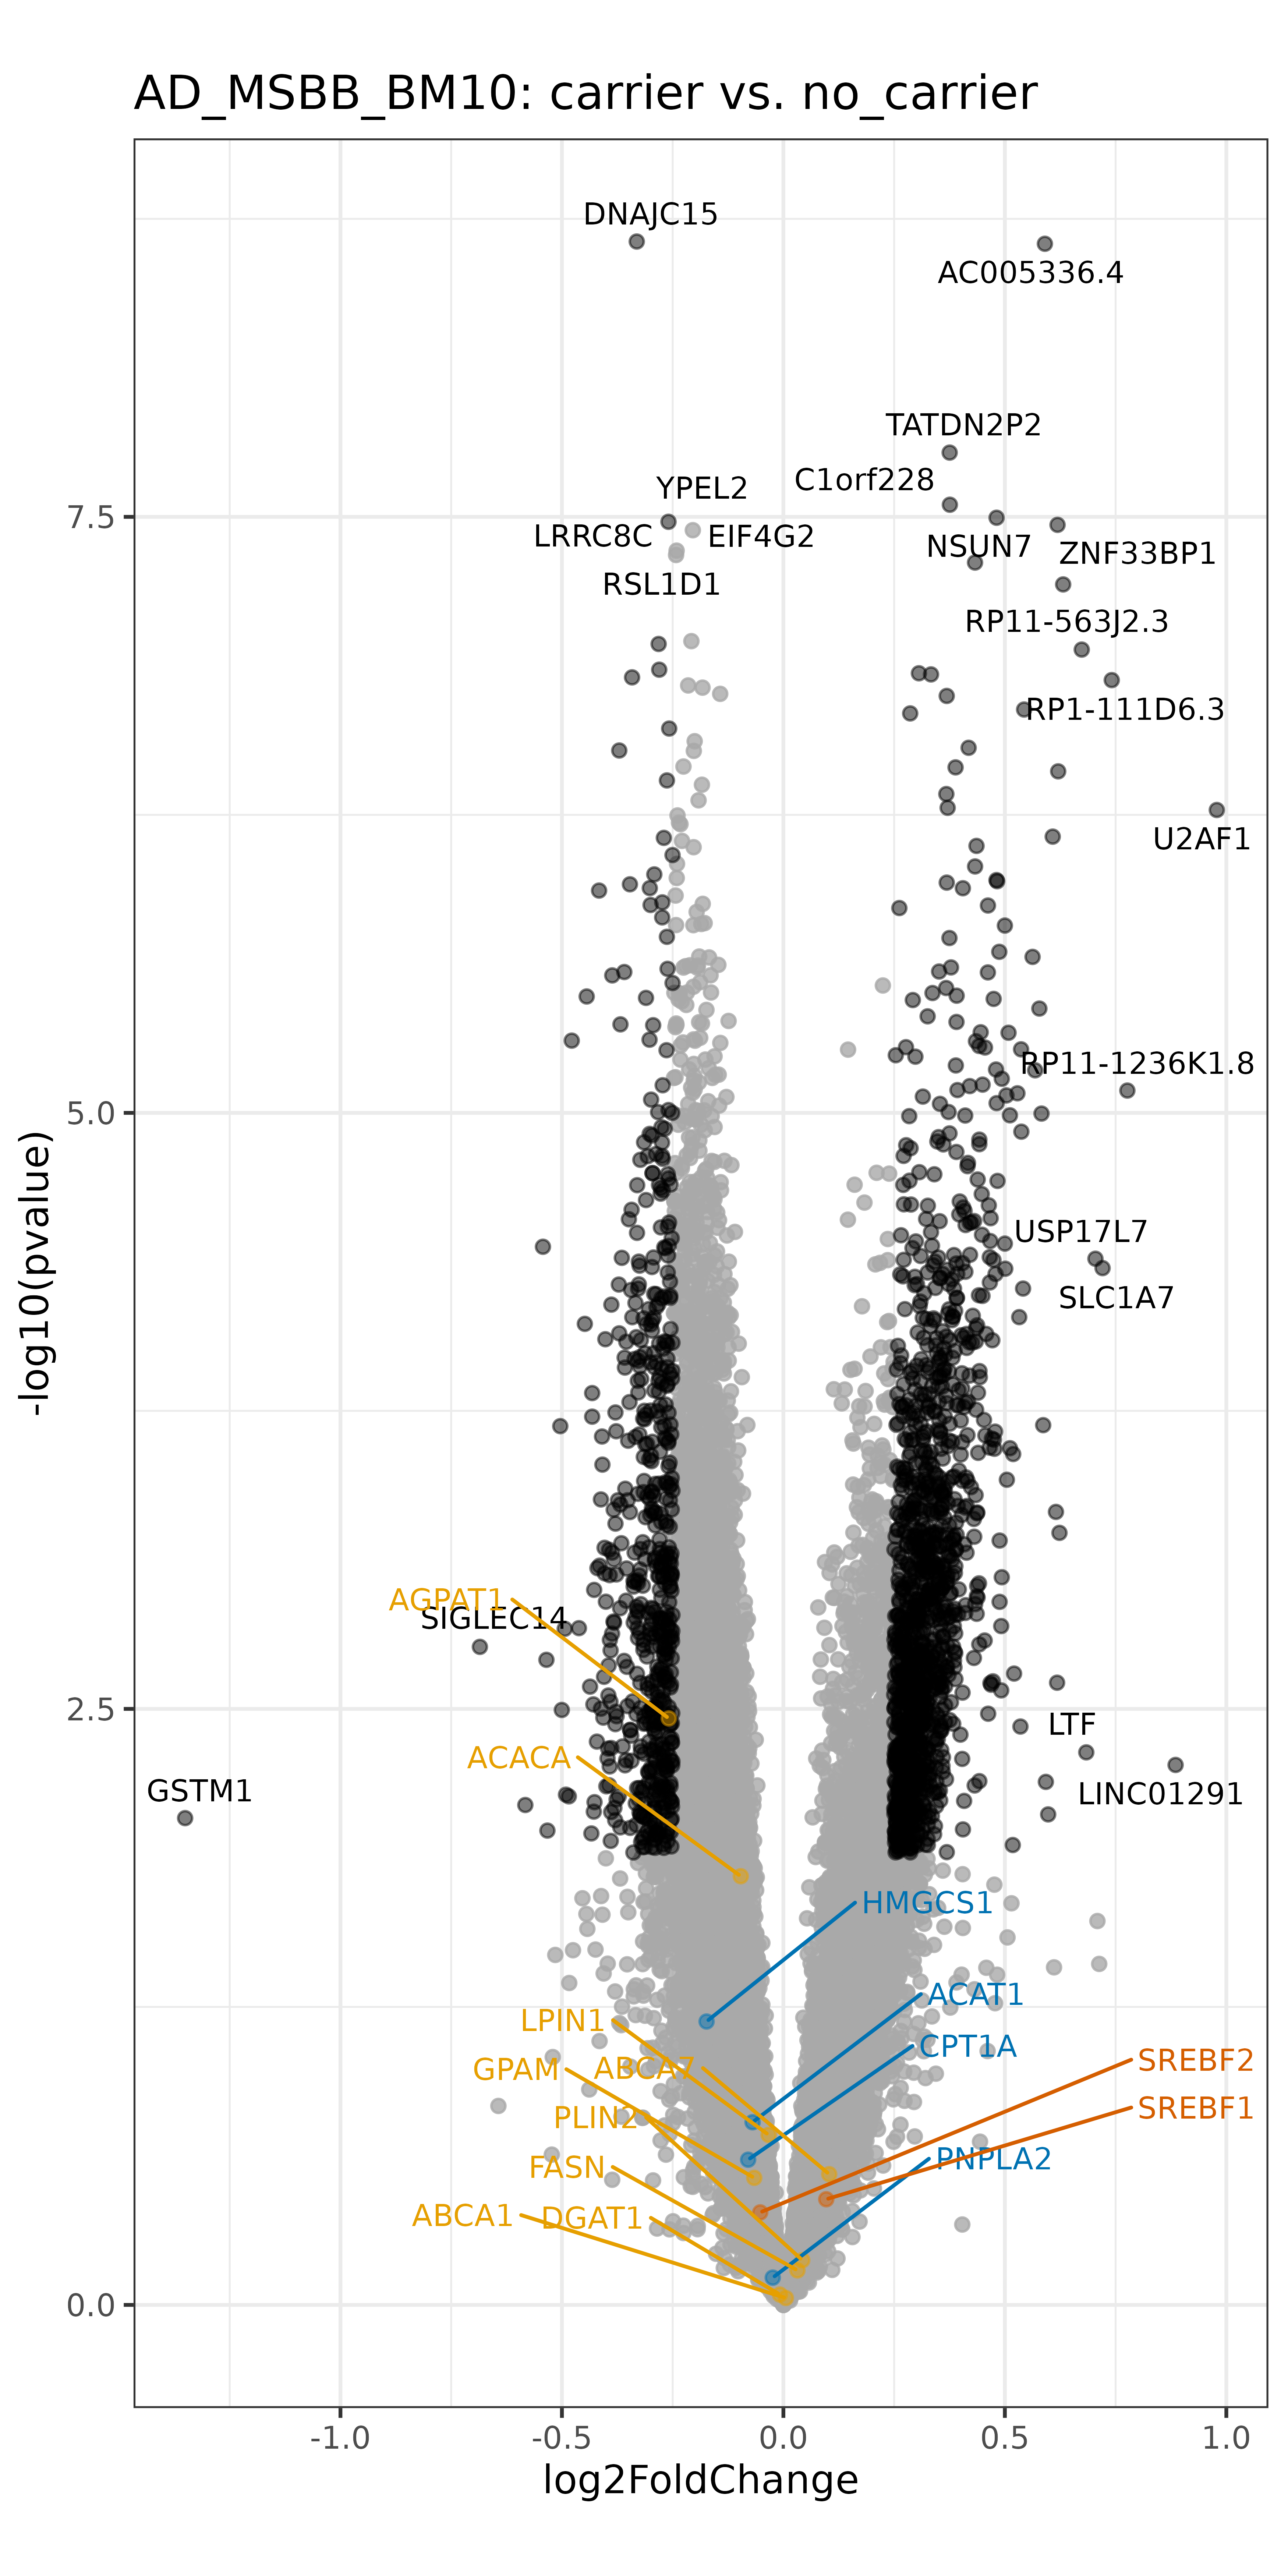 AD_MSBB_BM10: carrier vs. no_carrier
DNAJC15
AC005336.4
TATDN2P2
C1orf228
YPEL2
7.5
LRRC8C
EIF4G2
NSUN7
ZNF33BP1
RSL1D1
RP11-563J2.3
RP1-111D6.3
U2AF1
RP11-1236K1.8
5.0
USP17L7
SLC1A7
-log10(pvalue)
AGPAT1
SIGLEC14
2.5
LTF
ACACA
GSTM1
LINC01291
HMGCS1
ACAT1
LPIN1
CPT1A
SREBF2
GPAM
ABCA7
SREBF1
PLIN2
PNPLA2
FASN
ABCA1
DGAT1
0.0
-1.0
-0.5
0.0
0.5
1.0
log2FoldChange